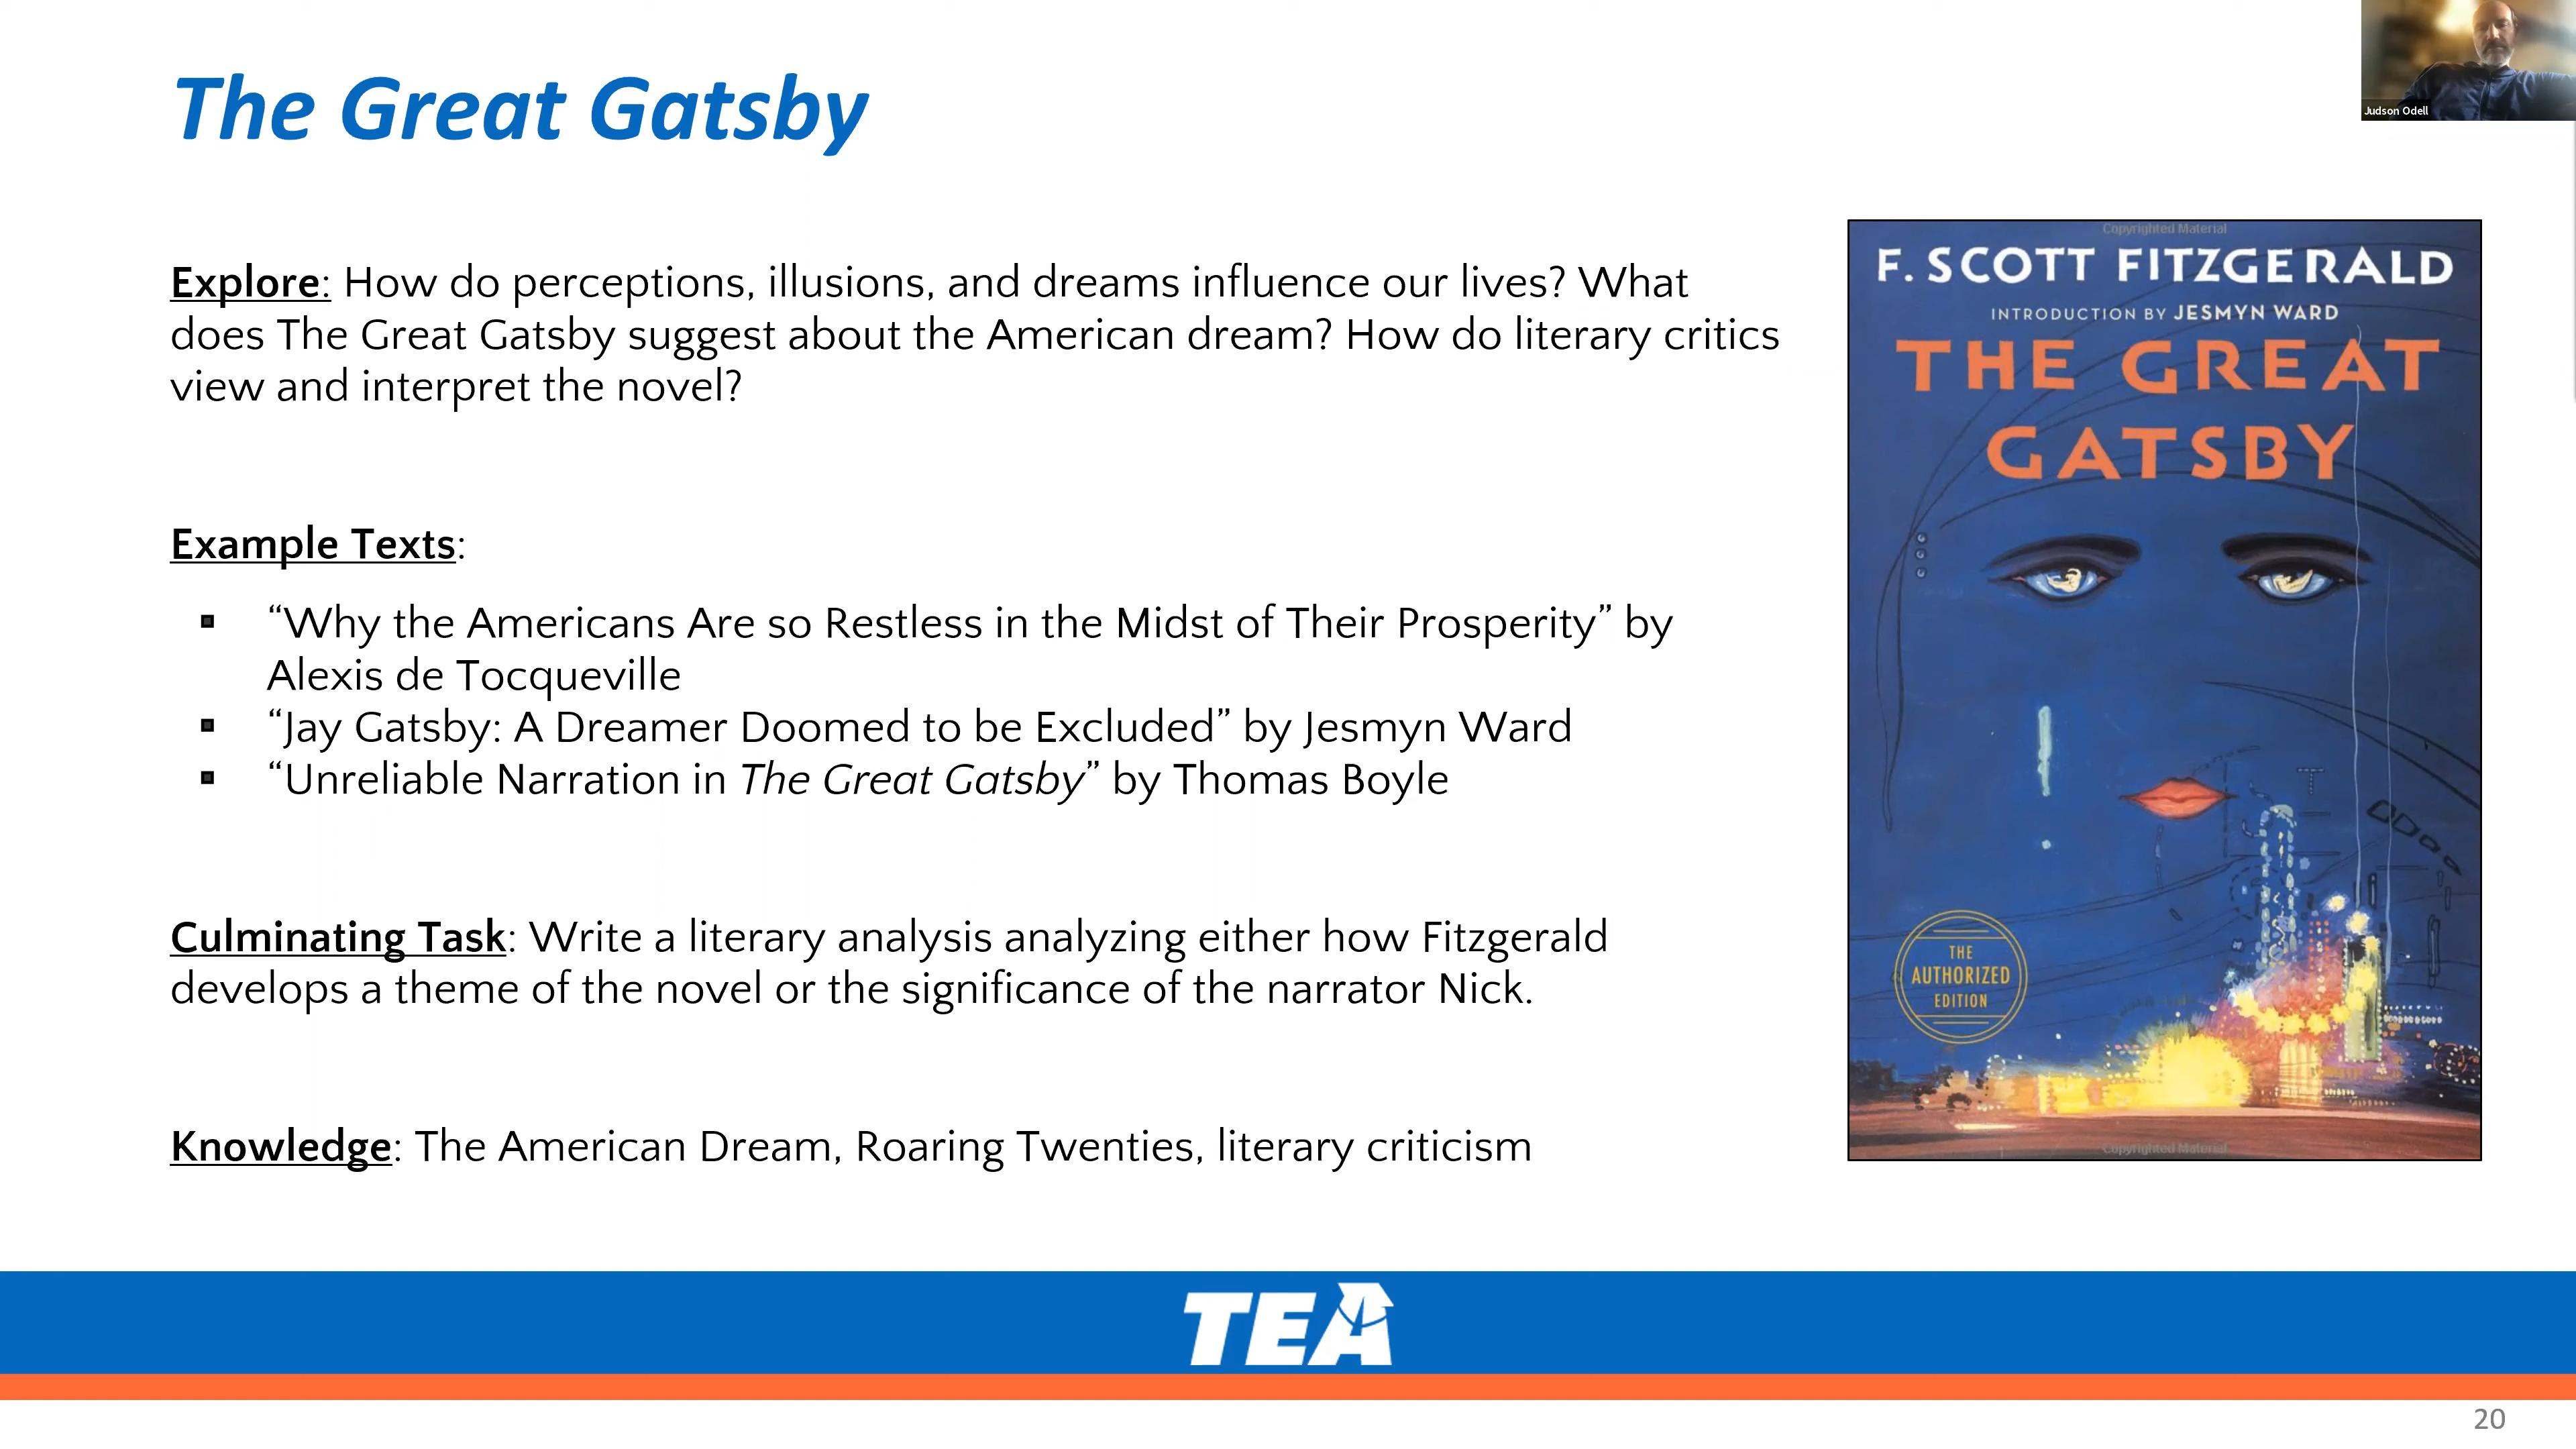 The Great Gatsby
Judson Odell
Explore: How do perceptions, illusions, and dreams influence our lives? What
does The Great Gatsby suggest about the American dream? How do literary critics
view and interpret the novel?
Example Texts:
▪ “Why the Americans Are so Restless in the Midst of Their Prosperity” by
Alexis de Tocqueville
▪ “Jay Gatsby: A Dreamer Doomed to be Excluded” by Jesmyn Ward
▪ “Unreliable Narration in The Great Gatsby” by Thomas Boyle
Culminating Task: Write a literary analysis analyzing either how Fitzgerald
develops a theme of the novel or the significance of the narrator Nick.
Knowledge: The American Dream, Roaring Twenties, literary criticism
Copyrighted Material
F. SCOTT FITZGERALD
INTRODUCTION BY JESMYN WARD
THE GREAT
GATSBY
THE
AUTHORIZED
EDITION
Copyrighted Material
TEA
20